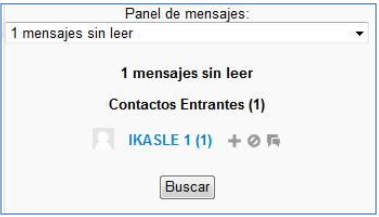 Panel de mensajes:
1 mensajes sin leer
1 mensajes sin leer
Contactos Entrantes (1)
IKASLE 1 (1)
Buscar